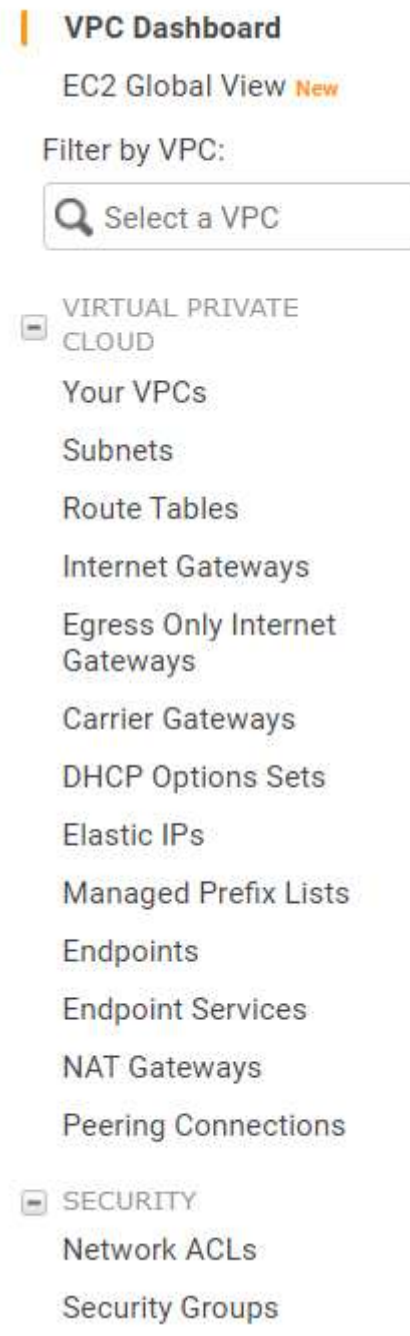 VPC Dashboard
EC2 Global View New
Filter by VPC:
Select a VPC
VIRTUAL PRIVATE
CLOUD
Your VPCs
Subnets
Route Tables
Internet Gateways
Egress Only Internet
Gateways
Carrier Gateways
DHCP Options Sets
Elastic IPs
Managed Prefix Lists
Endpoints
Endpoint Services
NAT Gateways
Peering Connections
SECURITY
Network ACLs
Security Groups